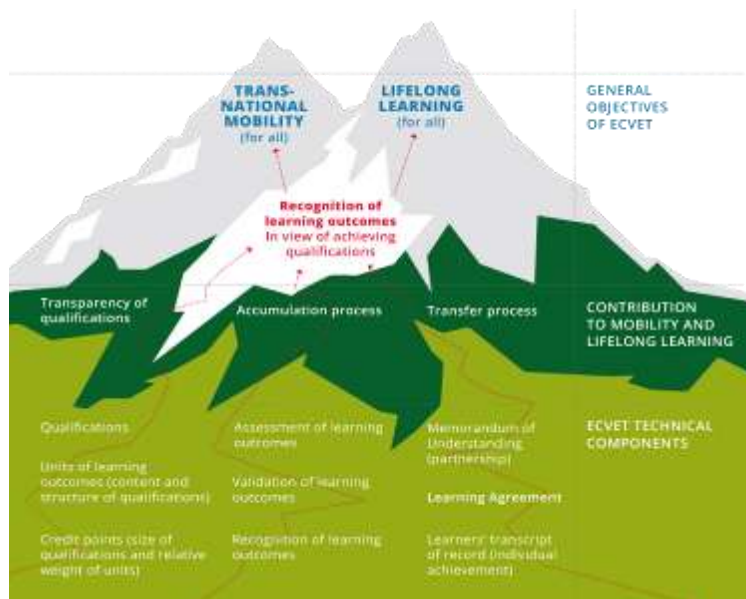 TRANS-
NATIONAL
MOBILITY
(for all)
LIFELONG
LEARNING
(for all)
GENERAL
OBJECTIVES
OF ECVET
Recognition of
learning outcomes
In view of achieving
qualifications
Transparency of
qualifications
Accumulation process
Transfer process
CONTRIBUTION
TO MOBILITY AND
LIFELONG LEARNING
Qualifications
Units of learning
outcomes (content and
structure of qualifications)
Credit points (size of
qualifications and relative
weight of units)
Assessment of learning
outcomes
Validation of learning
outcomes
Recognition of learning
outcomes
Memorandum of
Understanding
(partnership)
Learning Agreement
Learners' transcript
of record (individual
achievement)
ECVET TECHNICAL
COMPONENTS